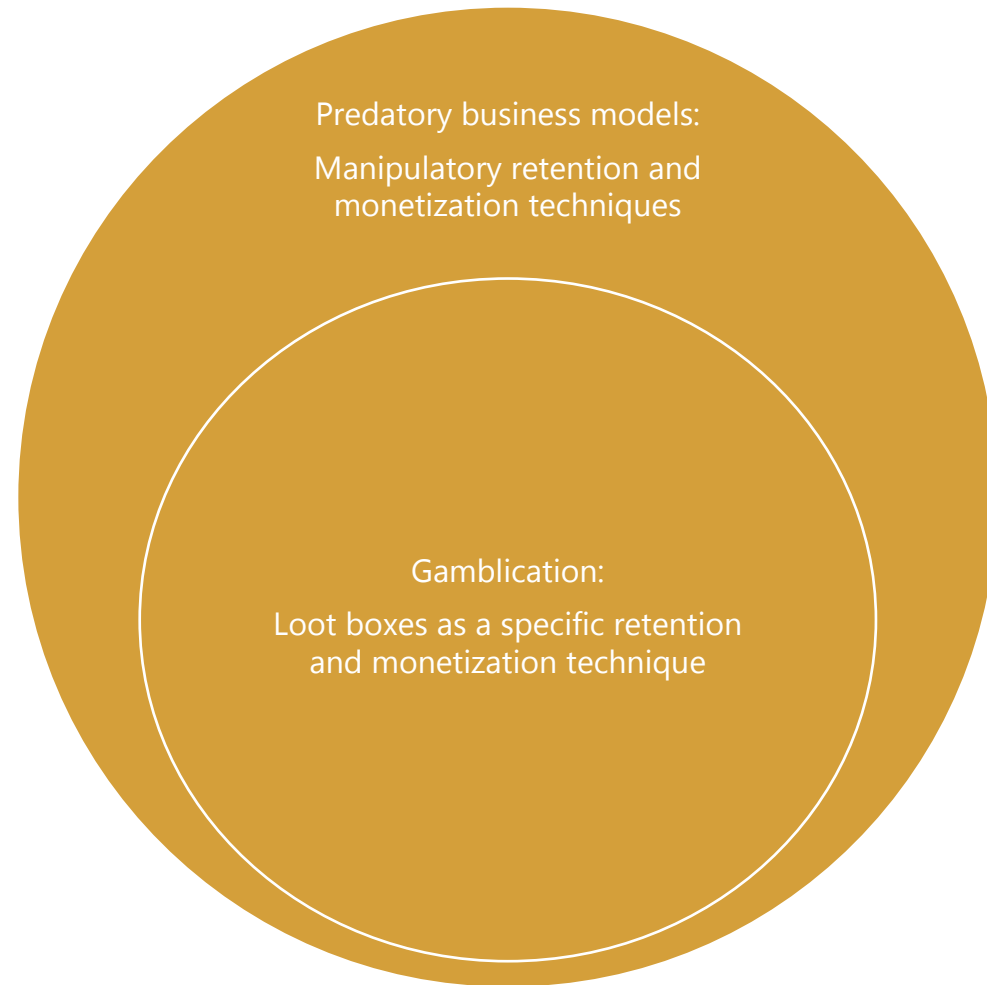 Predatory business models:
Manipulatory retention and
monetization techniques
Gamblication:
Loot boxes as a specific retention
and monetization technique